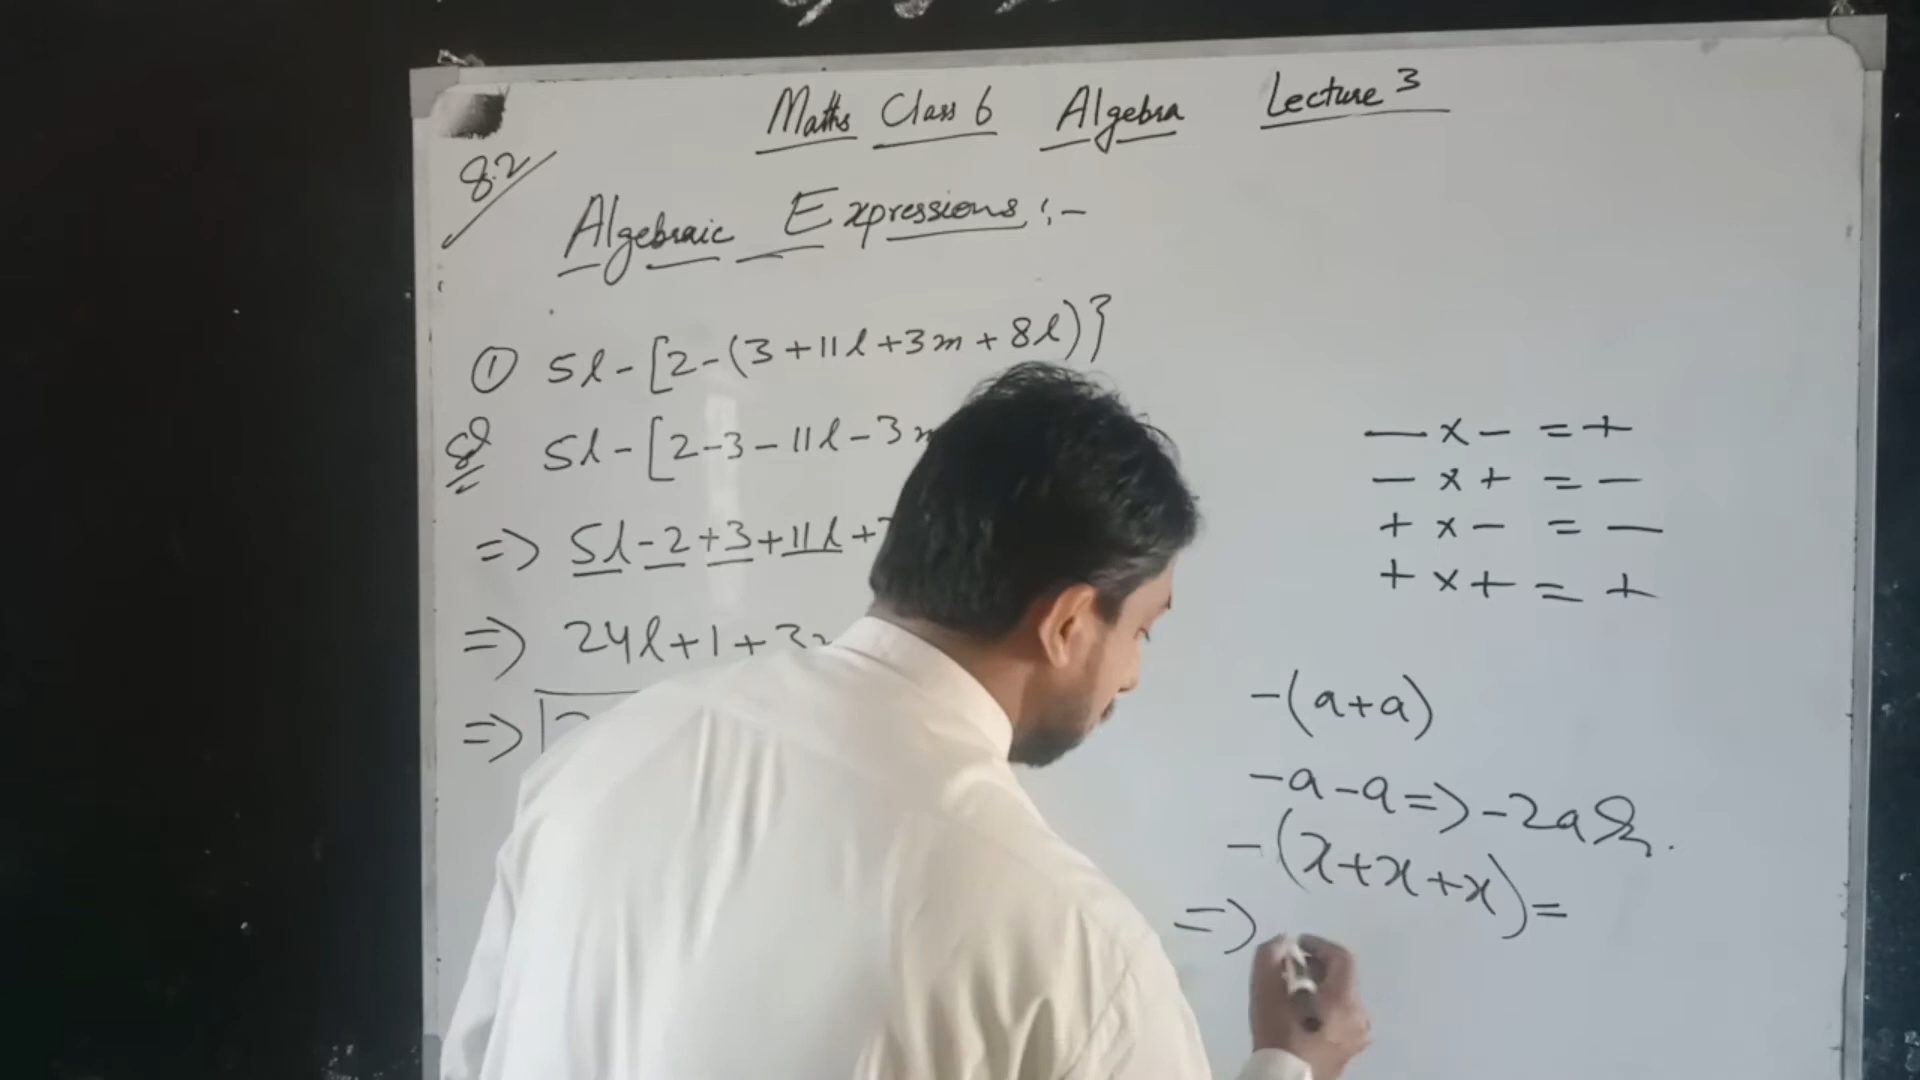 Maths Class 6 Algebra Lecture 3
8.2
Algebraic Expressions :-
① 5l - [2 - (3 + 11l + 3m + 8l)}
Sol 5l - [2 - 3 - 11l - 3m
=> 5l - 2 + 3 + 11l +
=> 24l + 1 + 3
=>
— x - = +
— x + = —
+ x - = —
+ x + = +
-(a+a)
-a-a => -2a
-(x+x+x) =
=>